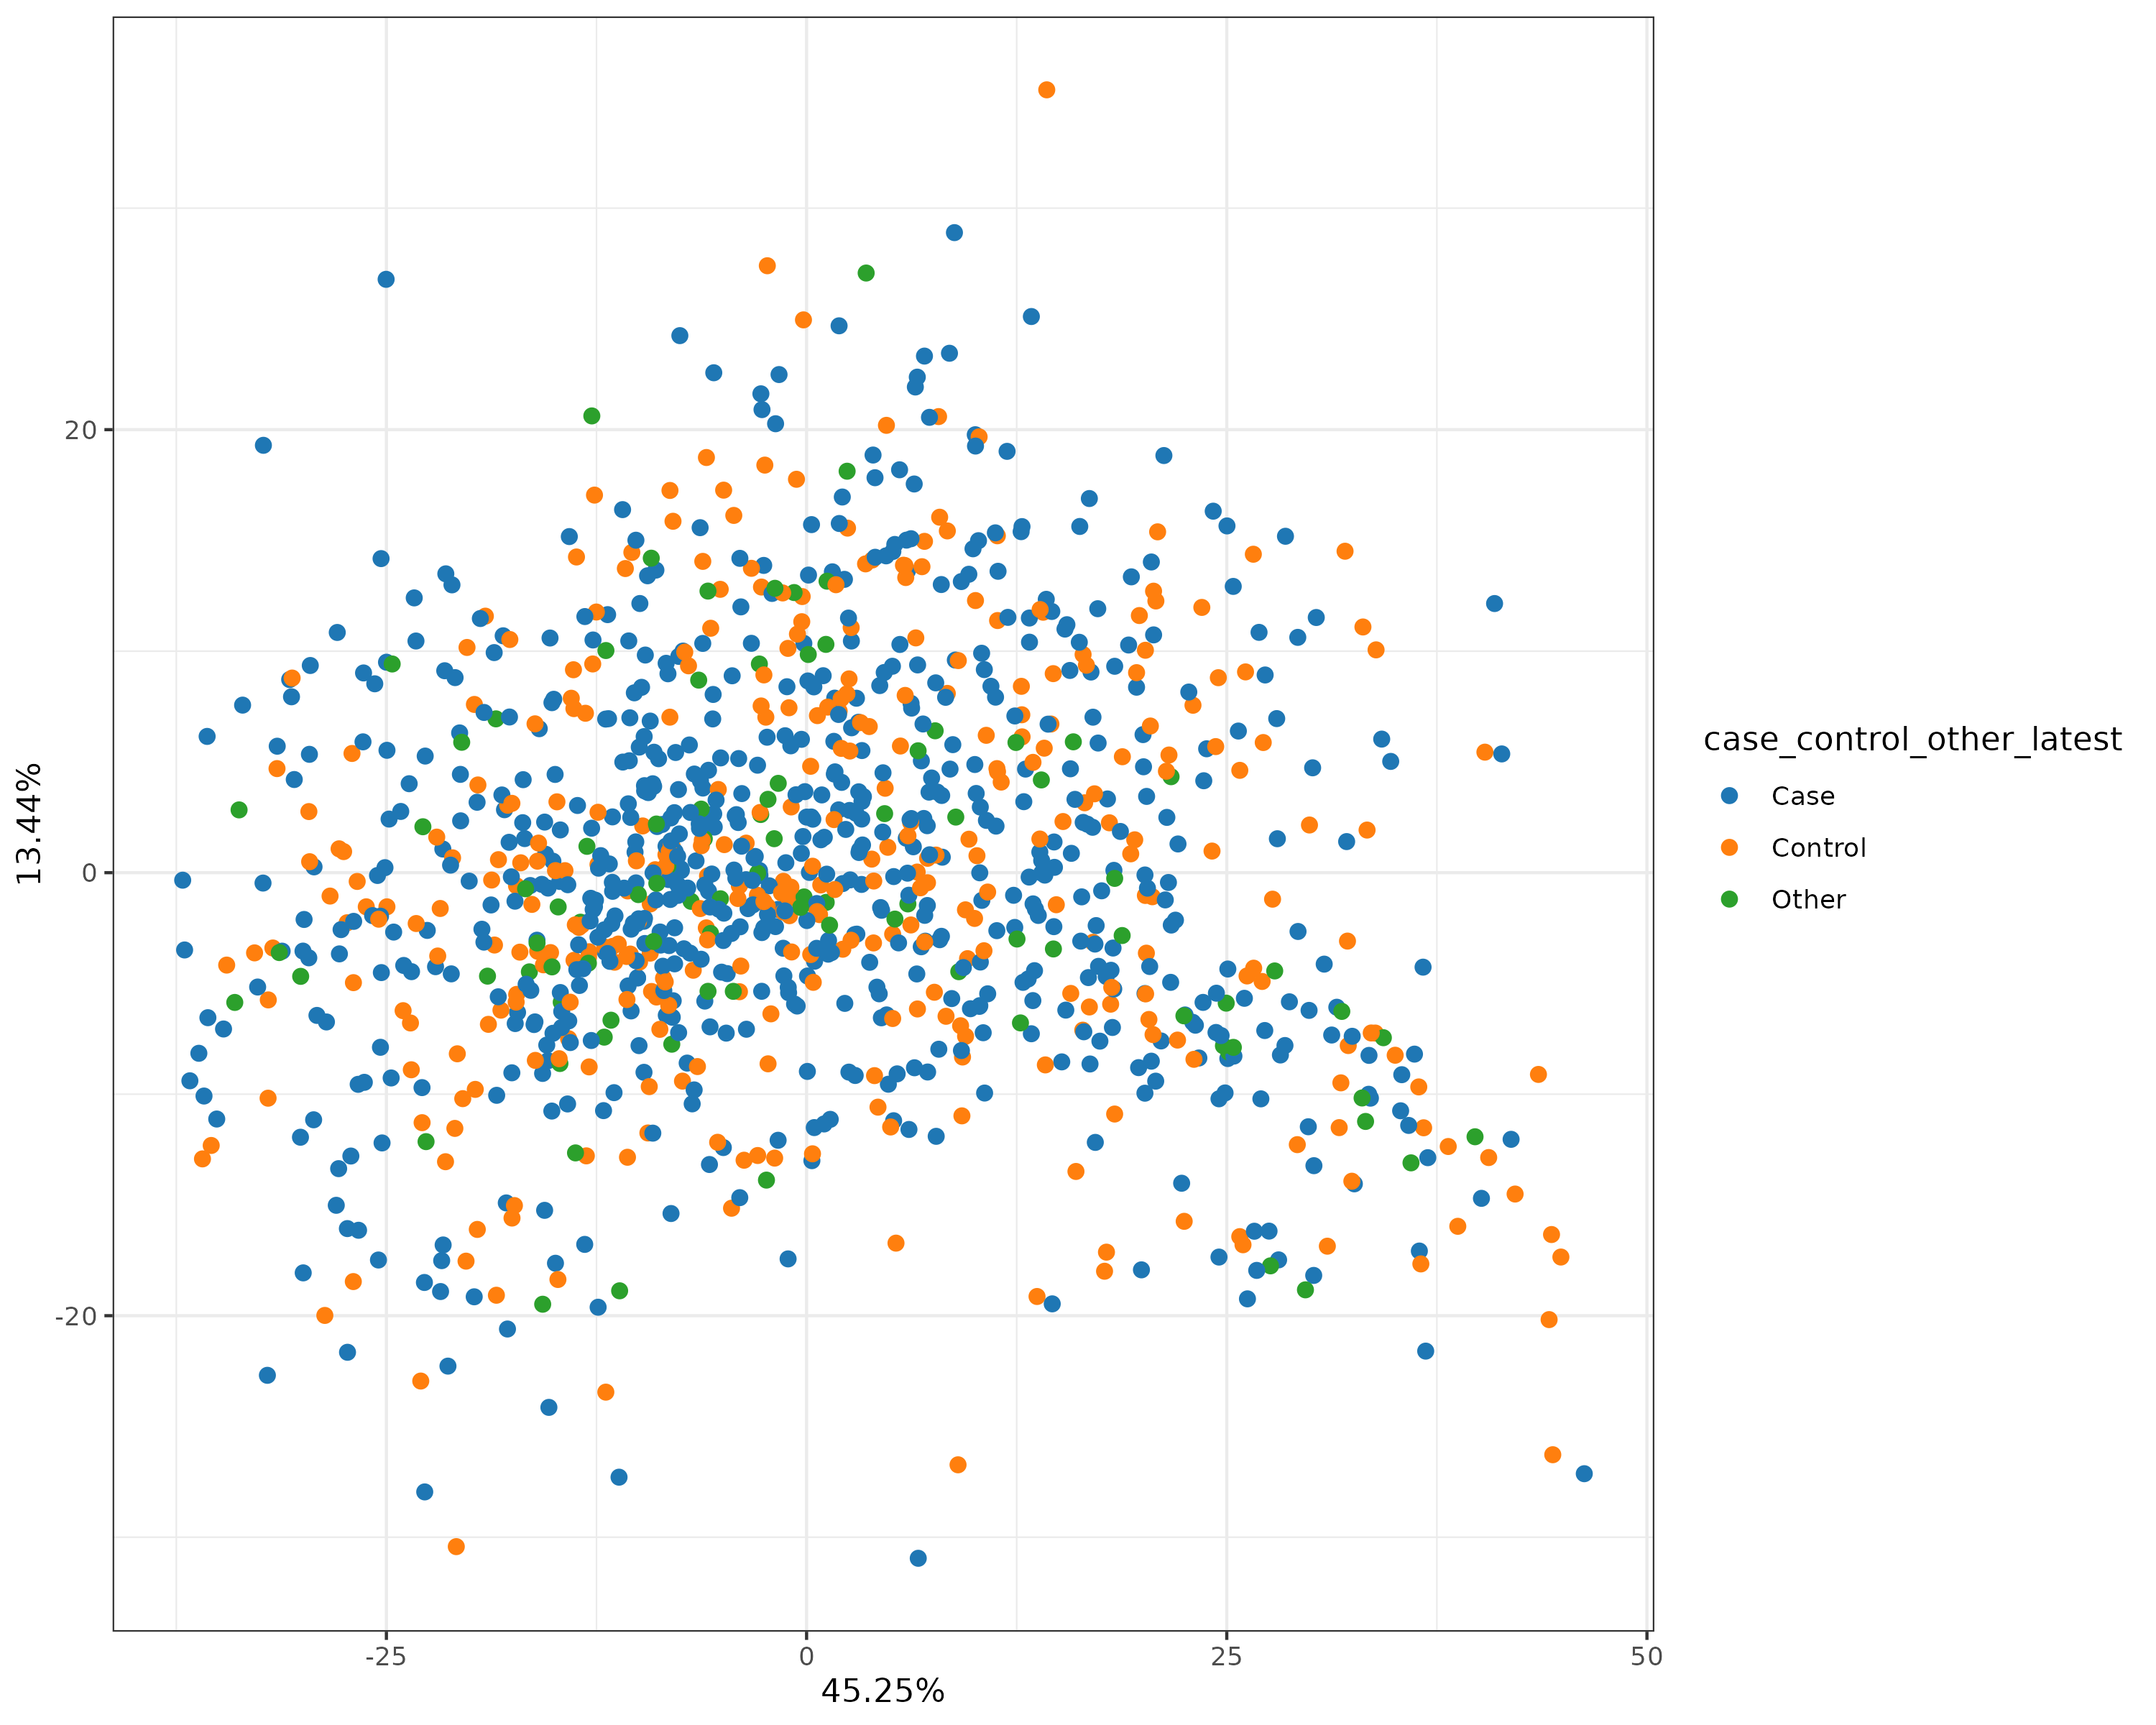 20
0
-20
13.44%
-25
0
25
50
45.25%
case_control_other_latest
Case
Control
Other